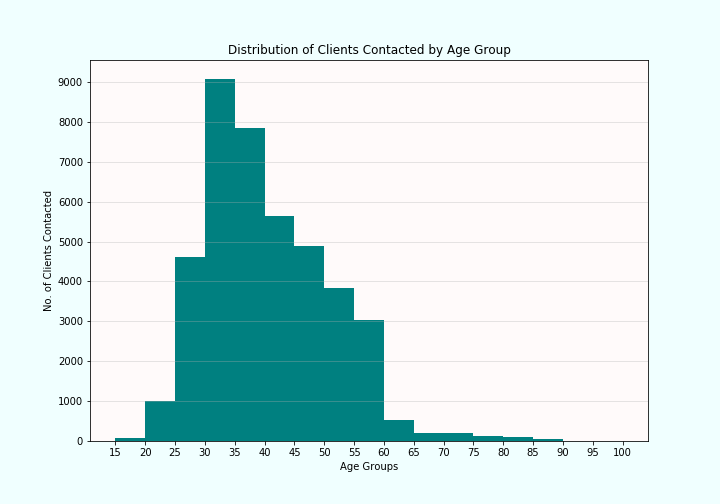 Distribution of Clients Contacted by Age Group
No. of Clients Contacted
9000
8000
7000
6000
5000
4000
3000
2000
1000
0
15 20 25 30 35 40 45 50 55 60 65 70 75 80 85 90 95 100
Age Groups